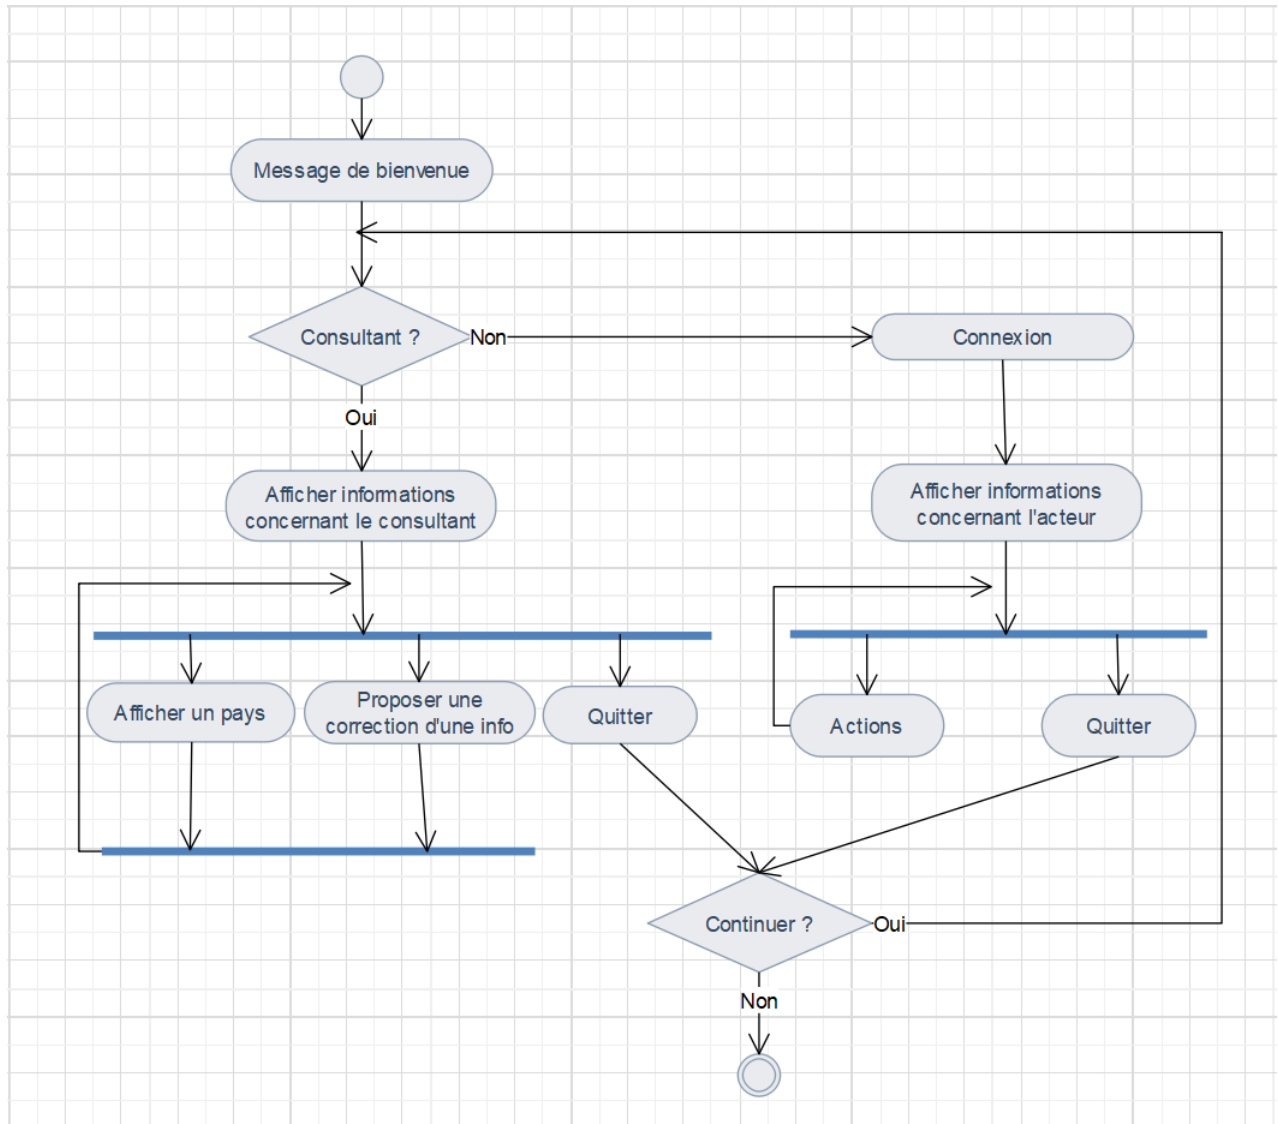 Message de bienvenue
Consultant ?
Non
Connexion
Oui
Afficher informations
concernant le consultant
Afficher informations
concernant l'acteur
Afficher un pays
Proposer une
correction d'une info
Quitter
Actions
Quitter
Continuer ?
Oui
Non